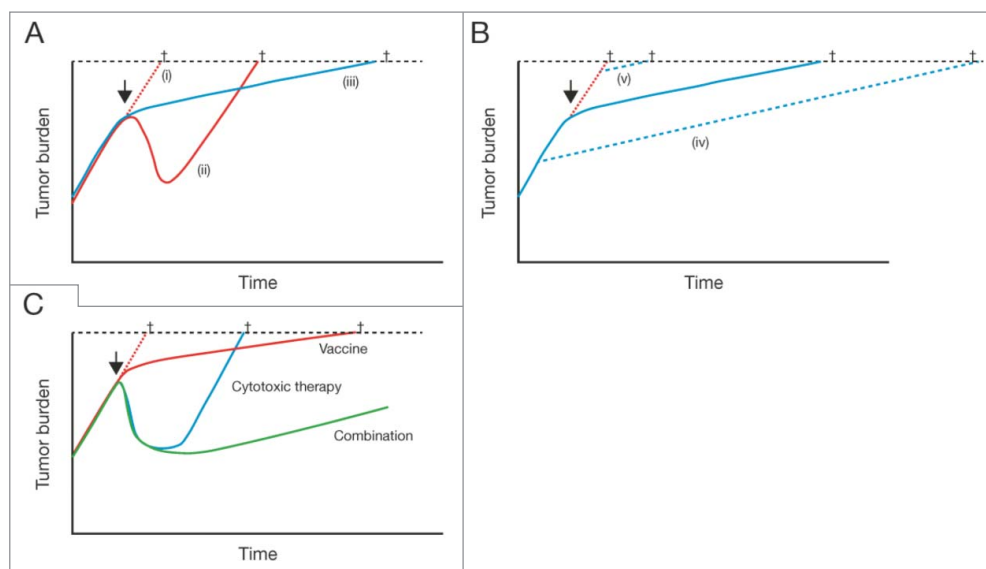 A
† † †
(i)
(iii)
(ii)
Tumor burden
Time
B
† † † †
(v)
(iv)
Tumor burden
Time
C
† † †
Vaccine
Cytotoxic therapy
Combination
Tumor burden
Time